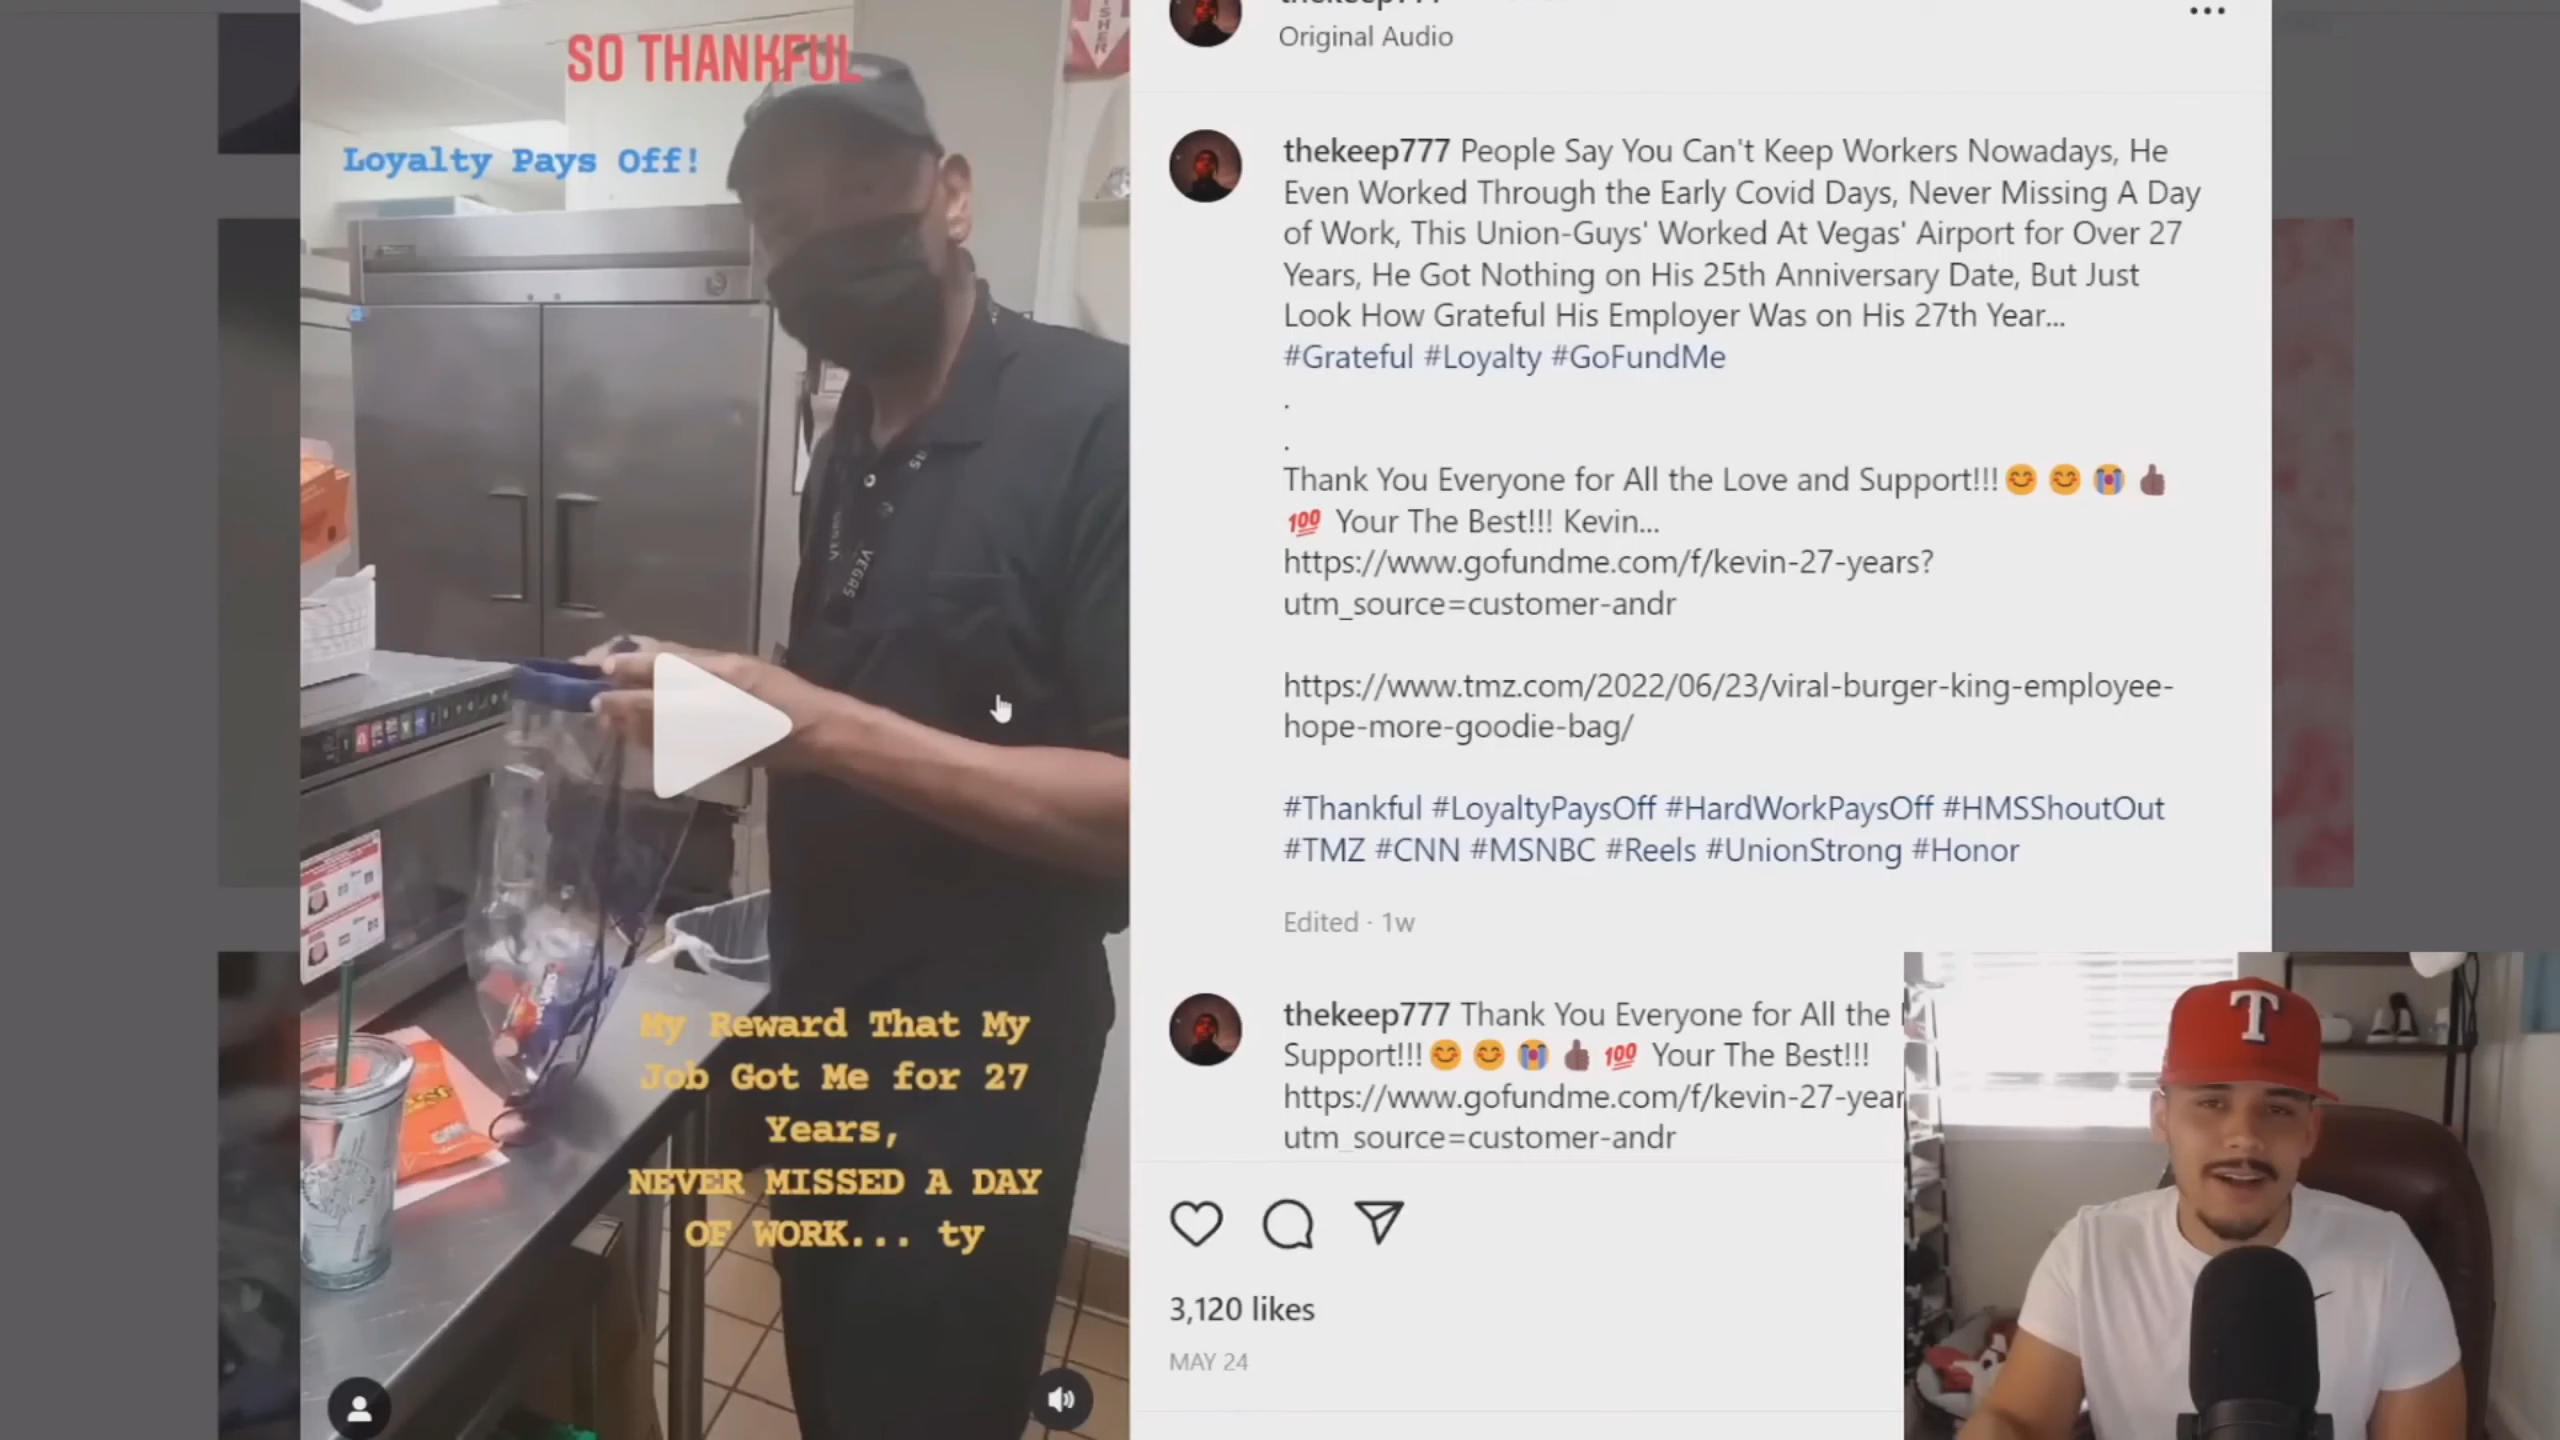 SO THANKFUL
Loyalty Pays Off!
My Reward That My
Job Got Me for 27
Years,
NEVER MISSED A DAY
OF WORK... ty
VEGAS
Original Audio
thekeep777 People Say You Can't Keep Workers Nowadays, He
Even Worked Through the Early Covid Days, Never Missing A Day
of Work, This Union-Guys' Worked At Vegas' Airport for Over 27
Years, He Got Nothing on His 25th Anniversary Date, But Just
Look How Grateful His Employer Was on His 27th Year...
#Grateful #Loyalty #GoFundMe
.
.
Thank You Everyone for All the Love and Support!!!😊 😊 😭 👍🏾
💯 Your The Best!!! Kevin...
https://www.gofundme.com/f/kevin-27-years?
utm_source=customer-andr
https://www.tmz.com/2022/06/23/viral-burger-king-employee-
hope-more-goodie-bag/
#Thankful #LoyaltyPaysOff #HardWorkPaysOff #HMSShoutOut
#TMZ #CNN #MSNBC #Reels #UnionStrong #Honor
Edited · 1w
thekeep777 Thank You Everyone for All the
Support!!!😊 😊 😭 👍🏾 💯 Your The Best!!!
https://www.gofundme.com/f/kevin-27-year
utm_source=customer-andr
3,120 likes
MAY 24
T